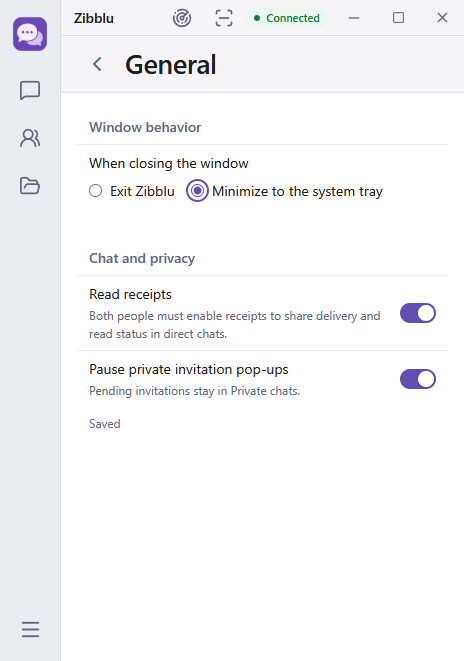 Zibblu
Connected
General
Window behavior
When closing the window
Exit Zibblu
Minimize to the system tray
Chat and privacy
Read receipts
Both people must enable receipts to share delivery and
read status in direct chats.
Pause private invitation pop-ups
Pending invitations stay in Private chats.
Saved